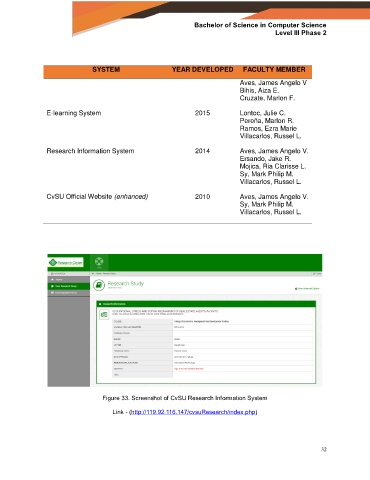 Bachelor of Science in Computer Science
Level III Phase 2
SYSTEM YEAR DEVELOPED FACULTY MEMBER
Aves, James Angelo V
Bihis, Aiza E.
Cruzate, Marlon F.
E-learning System 2015 Lontoc, Julie C.
Pereña, Marlon R.
Ramos, Ezra Marie
Villacarlos, Russel L.
Research Information System 2014 Aves, James Angelo V.
Ersando, Jake R.
Mojica, Ria Clarisse L.
Sy, Mark Philip M.
Villacarlos, Russel L.
CvSU Official Website (enhanced) 2010 Aves, James Angelo V.
Sy, Mark Philip M.
Villacarlos, Russel L.
Research Center
Research Study
Figure 33. Screenshot of CvSU Research Information System
Link - (http://119.92.116.147/cvsuResearch/index.php)
52